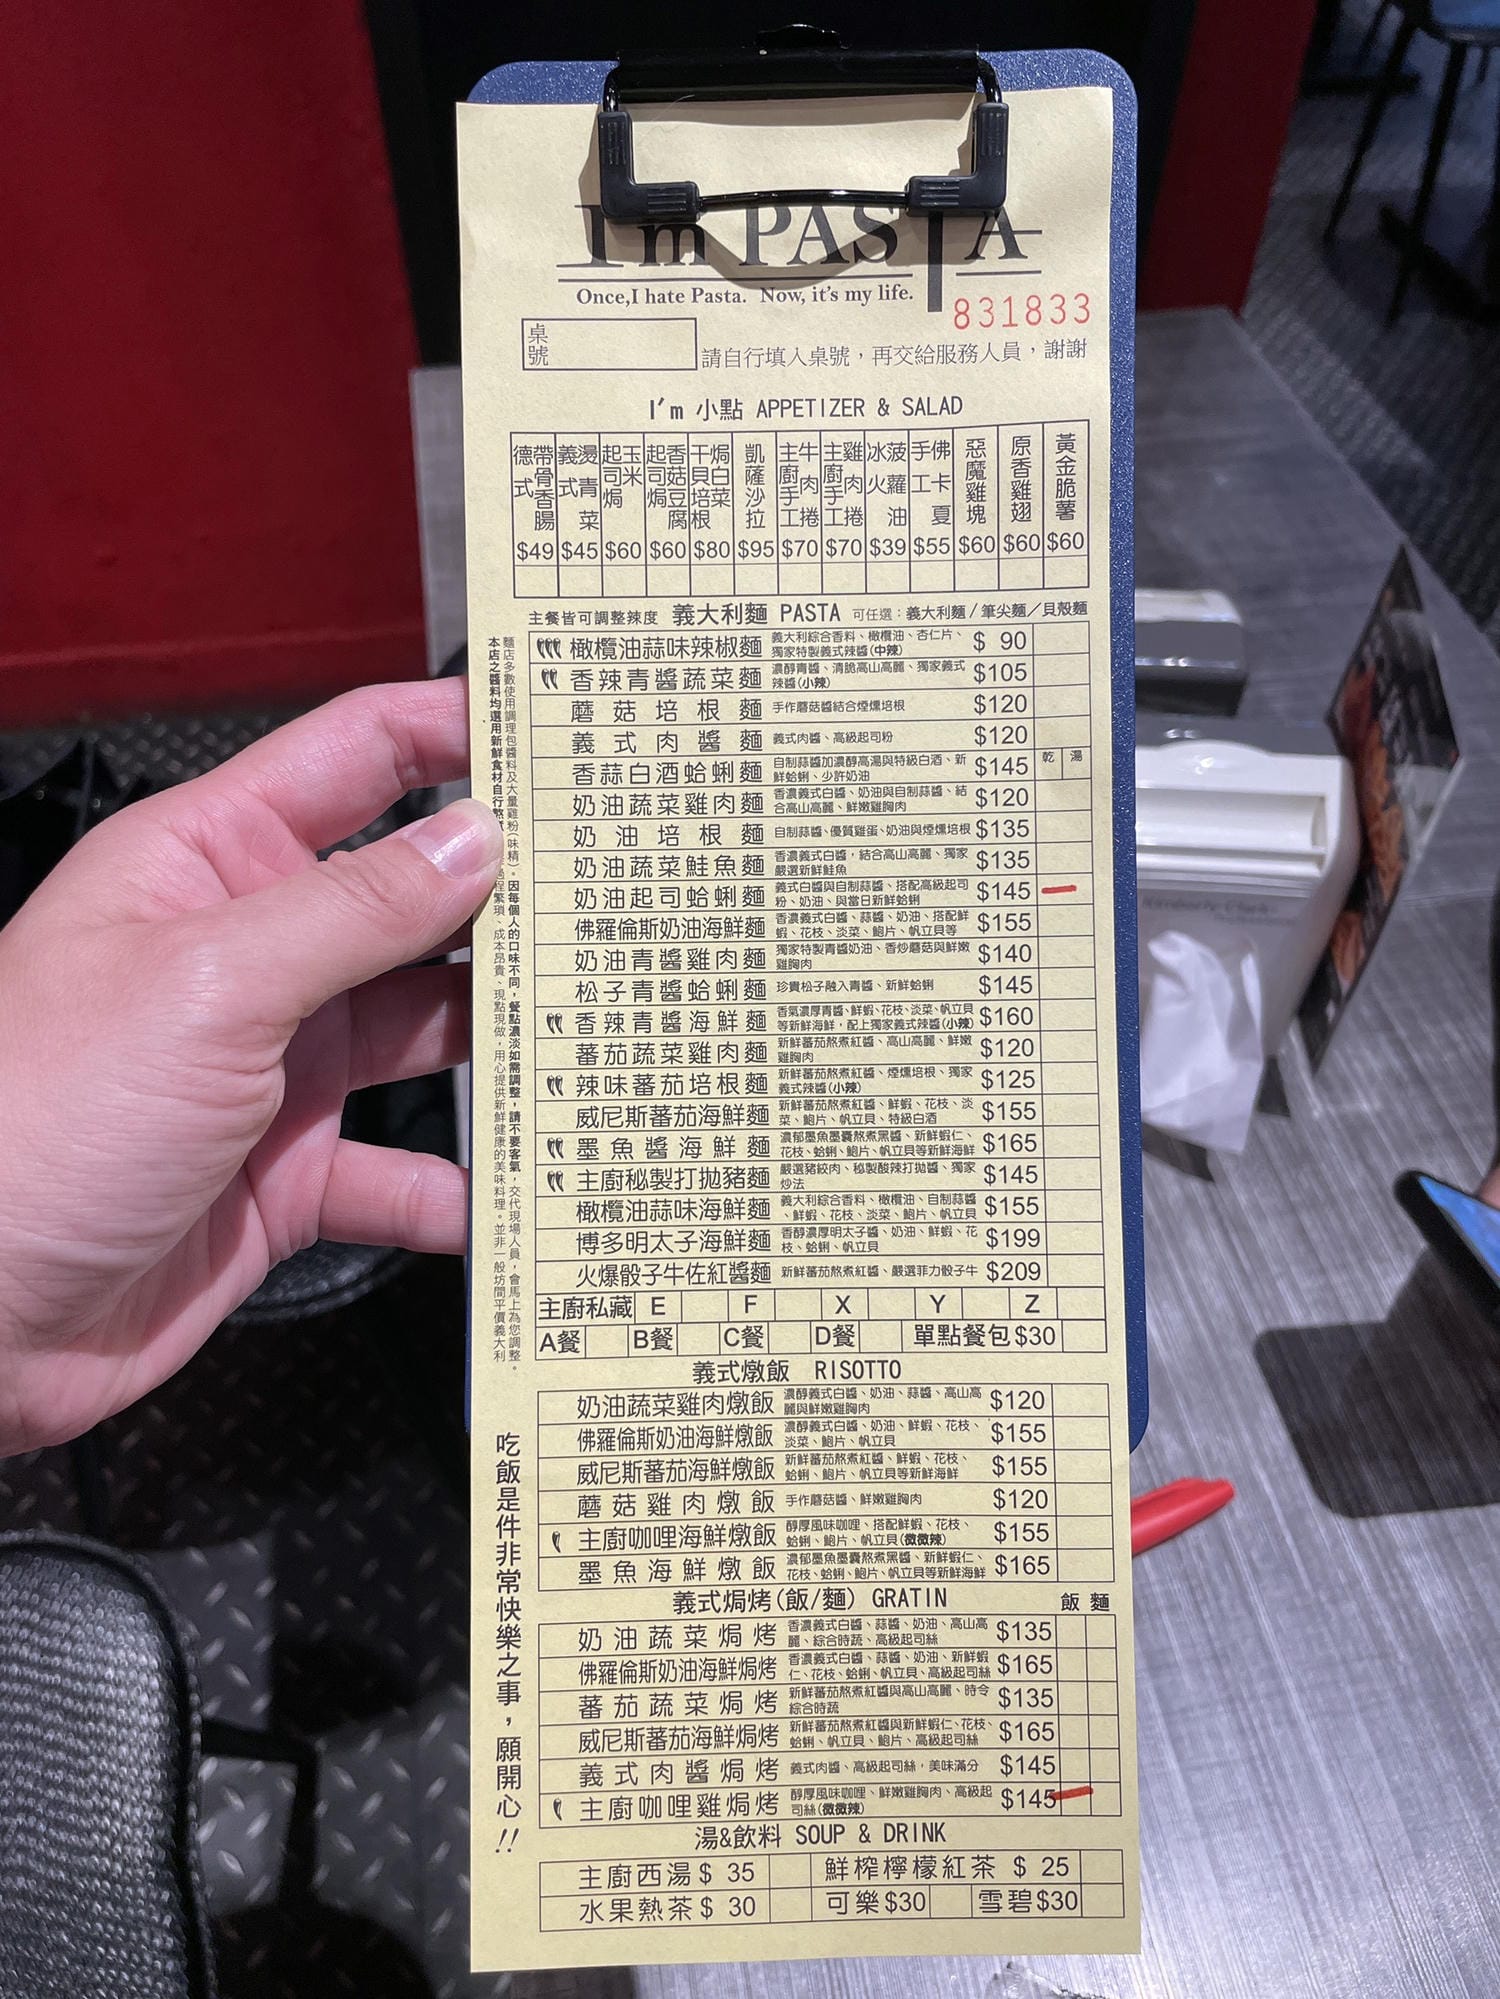 I'm PASTA
Once,I hate Pasta. Now, it's my life.
831833
桌號
請自行填入桌號，再交給服務人員，謝謝
I'm 小點 APPETIZER & SALAD
德式帶骨香腸 $49
義式燙青菜 $45
起司焗玉米 $60
起司焗香菇豆腐 $60
干貝培根焗白菜 $80
凱薩沙拉 $95
主廚手工牛肉捲 $70
主廚手工雞肉捲 $70
冰火菠蘿油 $39
手工佛卡夏 $55
惡魔雞塊 $60
原香雞翅 $60
黃金脆薯 $60
主餐皆可調整辣度 義大利麵 PASTA 可任選：義大利麵/筆尖麵/貝殼麵
橄欖油蒜味辣椒麵 義大利綜合香料、橄欖油、杏仁片、獨家特製義式辣醬(中辣) $ 90
香辣青醬蔬菜麵 濃醇青醬、清脆高山高麗、獨家義式辣醬(小辣) $105
蘑菇培根麵 手作蘑菇醬結合煙燻培根 $120
義式肉醬麵 義式肉醬、高級起司粉 $120
香蒜白酒蛤蜊麵 自制蒜醬加濃醇高湯與特級白酒、新鮮蛤蜊、少許奶油 $145 乾 湯
奶油蔬菜雞肉麵 香濃義式白醬、奶油與自制蒜醬、結合高山高麗、鮮嫩雞胸肉 $120
奶油培根麵 自制蒜醬、優質雞蛋、奶油與煙燻培根 $135
奶油蔬菜鮭魚麵 香濃義式白醬，結合高山高麗、獨家嚴選新鮮鮭魚 $135
奶油起司蛤蜊麵 義式白醬與自制蒜醬、搭配高級起司粉、奶油、與當日新鮮蛤蜊 $145
佛羅倫斯奶油海鮮麵 香濃義式白醬、蒜醬、奶油、搭配鮮蝦、花枝、淡菜、鮑片、帆立貝等 $155
奶油青醬雞肉麵 獨家特製青醬奶油、香炒蘑菇與鮮嫩雞胸肉 $140
松子青醬蛤蜊麵 珍貴松子融入青醬、新鮮蛤蜊 $145
香辣青醬海鮮麵 香氣濃厚青醬、鮮蝦、花枝、淡菜、帆立貝等新鮮海鮮，配上獨家義式辣醬(小辣) $160
蕃茄蔬菜雞肉麵 新鮮蕃茄熬煮紅醬、高山高麗、鮮嫩雞胸肉 $120
辣味蕃茄培根麵 新鮮蕃茄熬煮紅醬、煙燻培根、獨家義式辣醬(小辣) $125
威尼斯蕃茄海鮮麵 新鮮蕃茄熬煮紅醬、鮮蝦、花枝、淡菜、鮑片、帆立貝、特級白酒 $155
墨魚醬海鮮麵 濃郁墨魚墨囊熬煮黑醬、新鮮蝦仁、花枝、蛤蜊、鮑片、帆立貝等新鮮海鮮 $165
主廚秘製打拋豬麵 嚴選豬絞肉、秘製酸辣打拋醬、獨家炒法 $145
橄欖油蒜味海鮮麵 義大利綜合香料、橄欖油、自制蒜醬、鮮蝦、花枝、淡菜、鮑片、帆立貝 $155
博多明太子海鮮麵 香醇濃厚明太子醬、奶油、鮮蝦、花枝、蛤蜊、帆立貝 $199
火爆骰子牛佐紅醬麵 新鮮蕃茄熬煮紅醬、嚴選菲力骰子牛 $209
主廚私藏 E F X Y Z
A餐 B餐 C餐 D餐 單點餐包$30
義式燉飯 RISOTTO
奶油蔬菜雞肉燉飯 濃醇義式白醬、奶油、蒜醬、高山高麗與鮮嫩雞胸肉 $120
佛羅倫斯奶油海鮮燉飯 濃醇義式白醬、奶油、鮮蝦、花枝、淡菜、鮑片、帆立貝 $155
威尼斯蕃茄海鮮燉飯 新鮮蕃茄熬煮紅醬、鮮蝦、花枝、蛤蜊、鮑片、帆立貝等新鮮海鮮 $155
蘑菇雞肉燉飯 手作蘑菇醬、鮮嫩雞胸肉 $120
主廚咖哩海鮮燉飯 醇厚風味咖哩、搭配鮮蝦、花枝、蛤蜊、鮑片、帆立貝(微微辣) $155
墨魚海鮮燉飯 濃郁墨魚墨囊熬煮黑醬、新鮮蝦仁、花枝、蛤蜊、鮑片、帆立貝等新鮮海鮮 $165
義式焗烤(飯/麵) GRATIN 飯 麵
奶油蔬菜焗烤 香濃義式白醬、蒜醬、奶油、高山高麗、綜合時蔬、高級起司絲 $135
佛羅倫斯奶油海鮮焗烤 香濃義式白醬、蒜醬、奶油、新鮮蝦仁、花枝、蛤蜊、帆立貝、高級起司絲 $165
蕃茄蔬菜焗烤 新鮮蕃茄熬煮紅醬與高山高麗、時令綜合時蔬 $135
威尼斯蕃茄海鮮焗烤 新鮮蕃茄熬煮紅醬與新鮮蝦仁、花枝、蛤蜊、帆立貝、鮑片、高級起司絲 $165
義式肉醬焗烤 義式肉醬、高級起司絲，美味滿分 $145
主廚咖哩雞焗烤 醇厚風味咖哩、鮮嫩雞胸肉、高級起司絲(微微辣) $145
湯&飲料 SOUP & DRINK
主廚西湯$ 35 鮮榨檸檬紅茶 $ 25
水果熱茶$ 30 可樂$30 雪碧$30
麵店多數使用調理包醬料及大量雞粉(味精)。因每個人的口味不同，餐點濃淡如需調整，請不要客氣，交代現場人員，會馬上為您調整。
本店之醬料均選用新鮮食材自行熬 過程繁瑣、成本昂貴、現點現做，用心提供新鮮健康的美味料理。並非一般坊間平價義大利
吃飯是件非常快樂之事，願開心!!